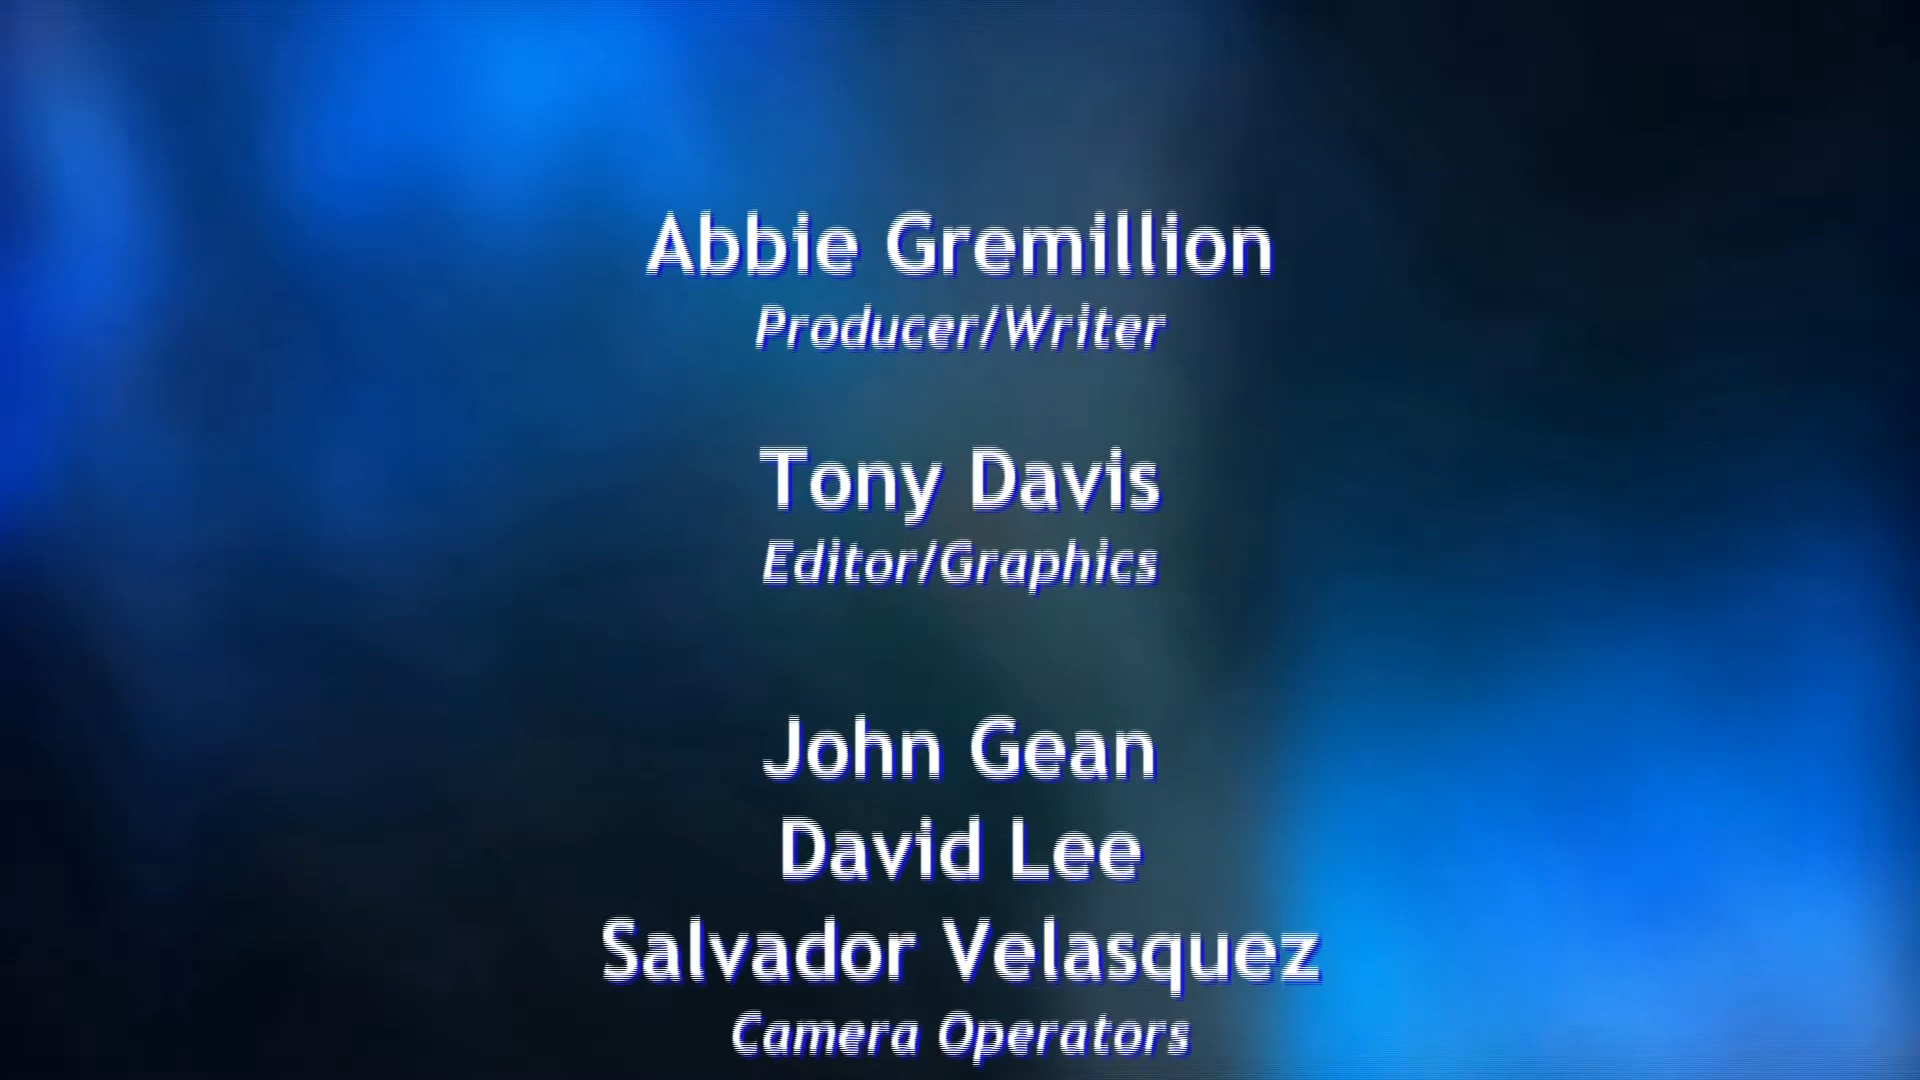 Abbie Gremillion
Producer/Writer
Tony Davis
Editor/Graphics
John Gean
David Lee
Salvador Velasquez
Camera Operators